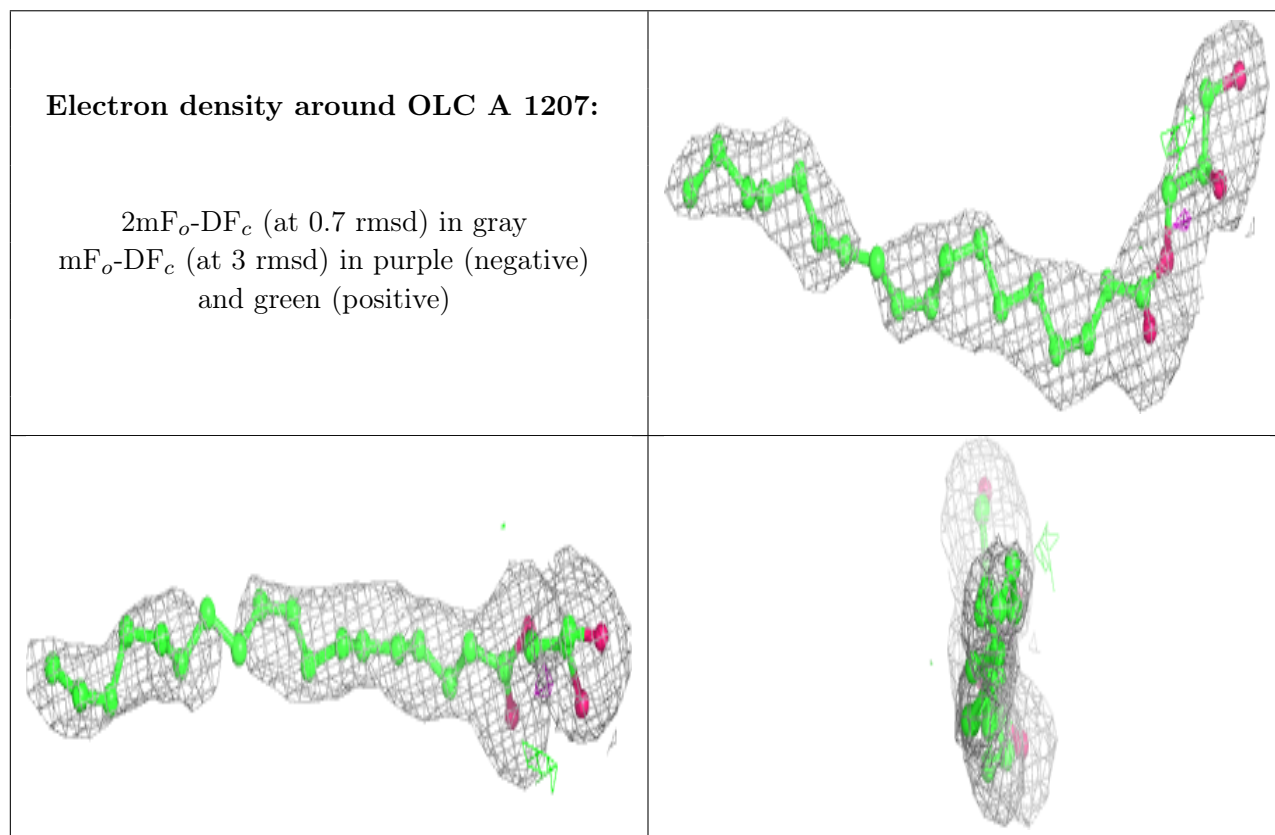 Electron density around OLC A 1207:
2mFo-DFc (at 0.7 rmsd) in gray
mFo-DFc (at 3 rmsd) in purple (negative)
and green (positive)